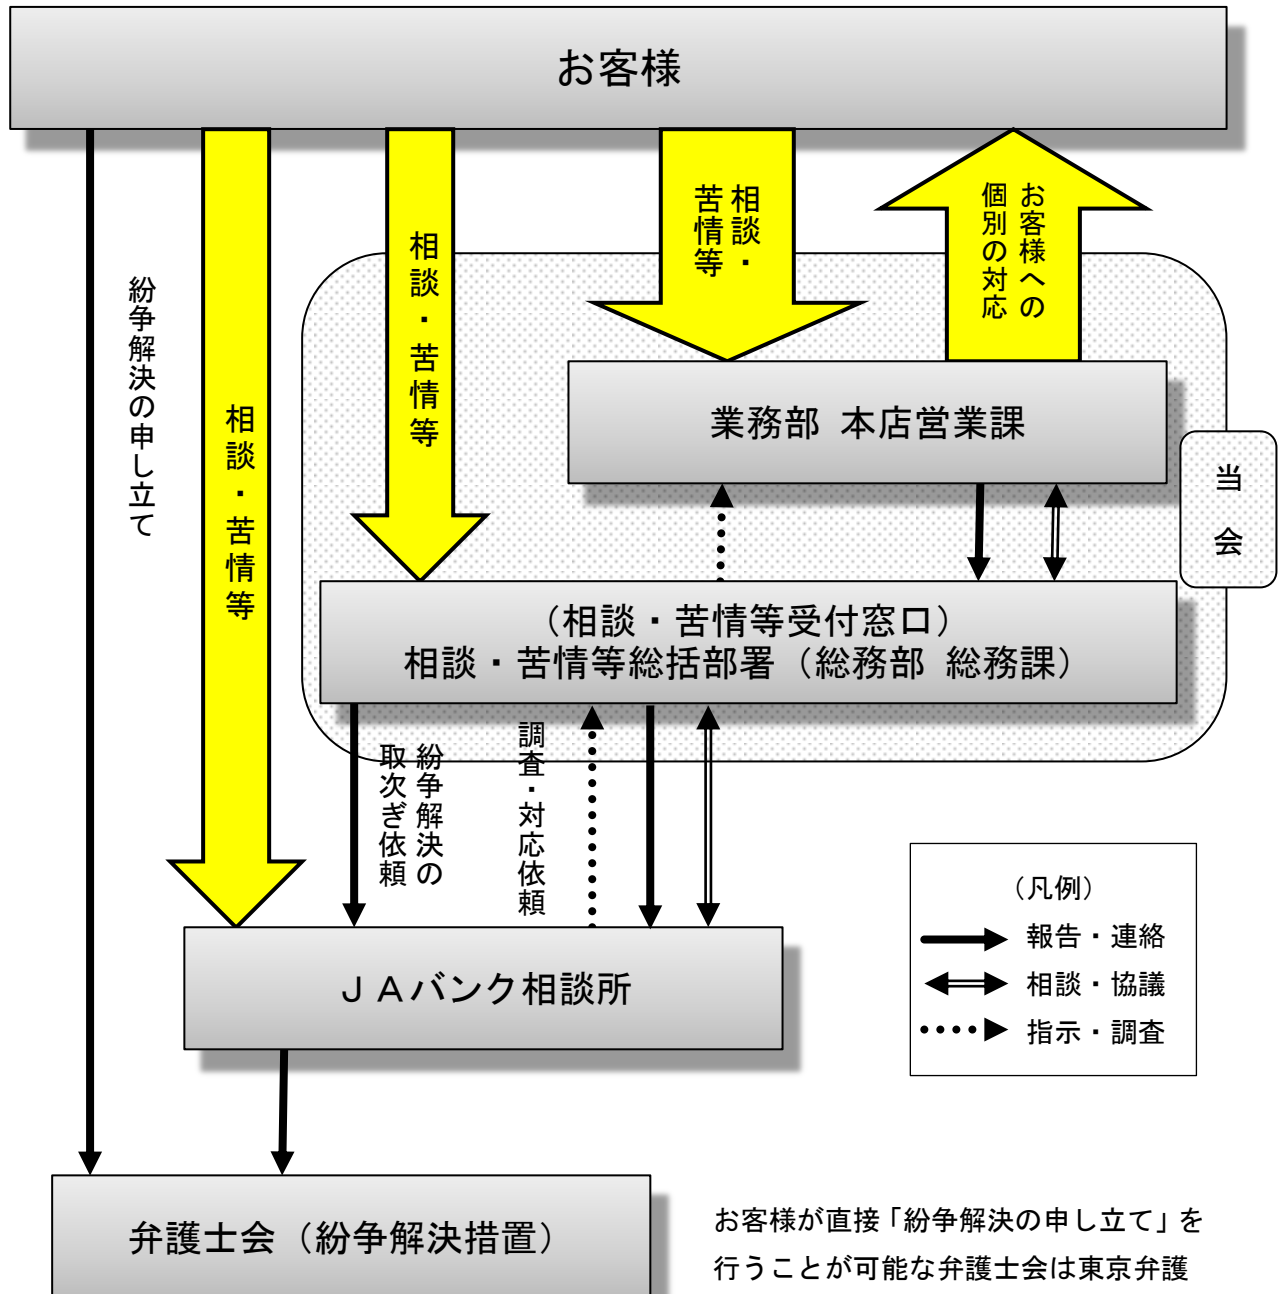 お客様
紛争解決の申し立て
相談・苦情等
相談・苦情等
相談・
苦情等
お客様への
個別の対応
業務部 本店営業課
当
会
（相談・苦情等受付窓口）
相談・苦情等総括部署（総務部 総務課）
紛争解決の
取次ぎ依頼
調査・対応依頼
（凡例）
報告・連絡
相談・協議
指示・調査
ＪＡバンク相談所
弁護士会（紛争解決措置）
お客様が直接「紛争解決の申し立て」を
行うことが可能な弁護士会は東京弁護